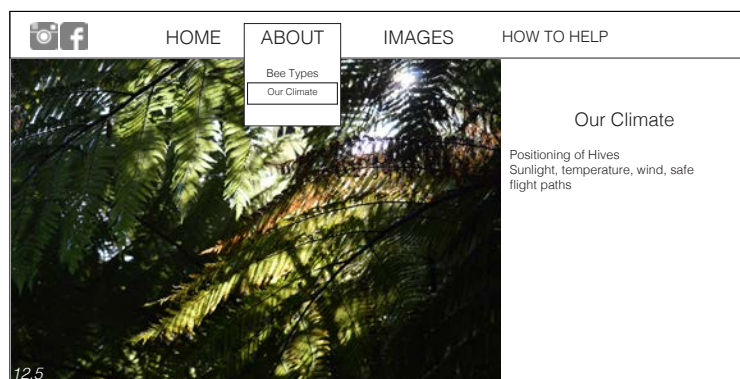 HOME ABOUT IMAGES HOW TO HELP
Bee Types
Our Climate
Our Climate
Positioning of Hives
Sunlight, temperature, wind, safe
flight paths
12.5